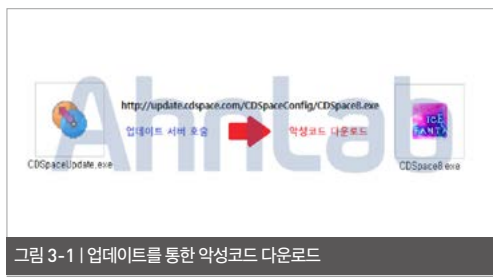 AhnLab
http://update.cdspace.com/CDSpaceConfig/CDSpace8.exe
업데이트 서버 호출
악성코드 다운로드
ICE
FANTA
CDSpaceUpdate.exe
CDSpace8.exe
그림 3-1 | 업데이트를 통한 악성코드 다운로드